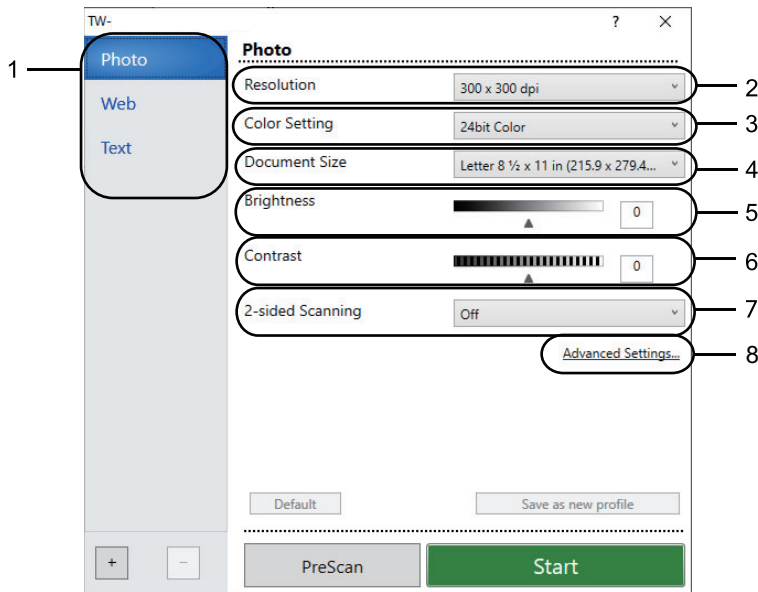 TW- ? ×
Photo
Web
Text
1
Photo
Resolution 300 x 300 dpi 2
Color Setting 24bit Color 3
Document Size Letter 8 ½ x 11 in (215.9 x 279.4... 4
Brightness 0 5
Contrast 0 6
2-sided Scanning Off 7
Advanced Settings... 8
Default Save as new profile
+ − PreScan Start